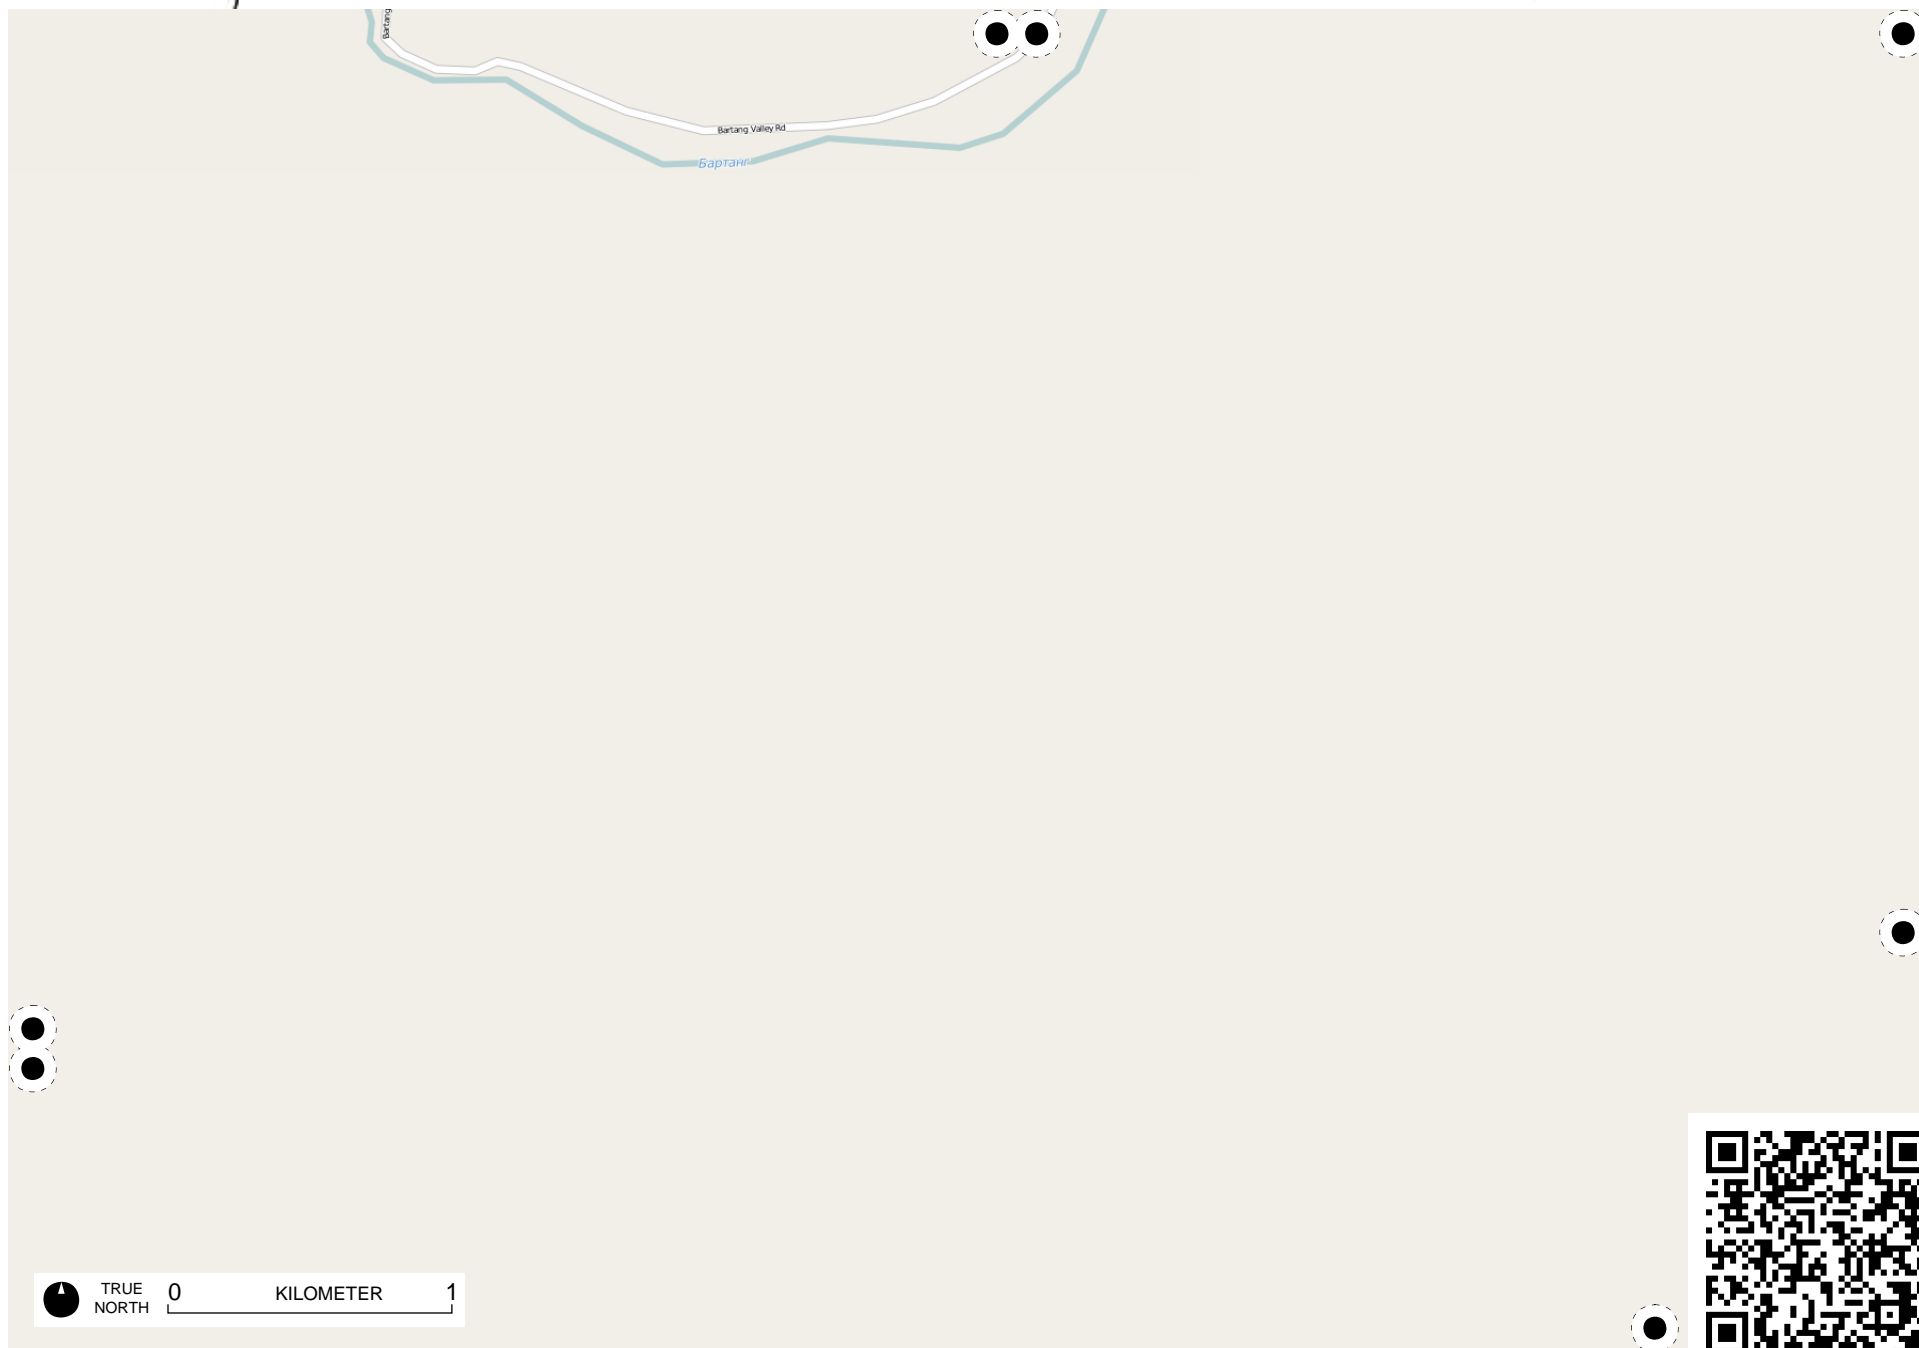 Bartang
Bartang Valley Rd
Бартанг
TRUE
NORTH
0 KILOMETER 1